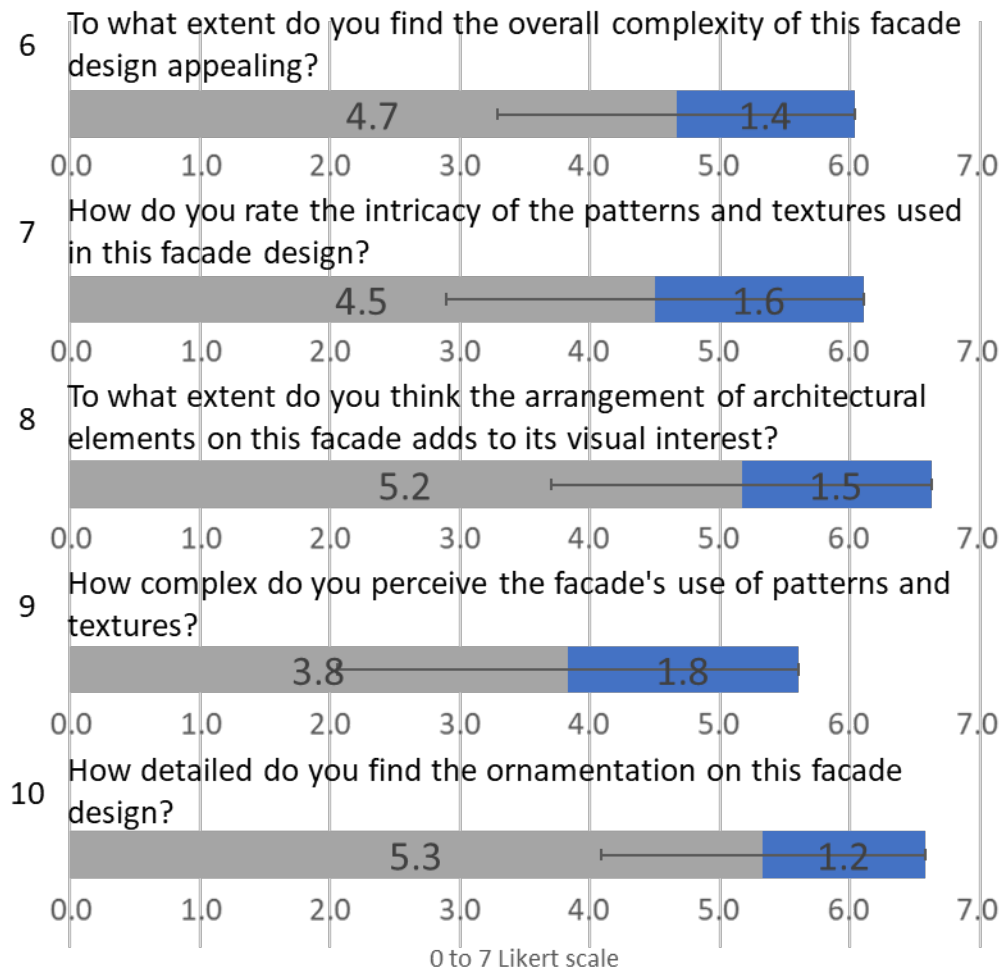 6
To what extent do you find the overall complexity of this facade
design appealing?
4.7 1.4
0.0 1.0 2.0 3.0 4.0 5.0 6.0 7.0
7
How do you rate the intricacy of the patterns and textures used
in this facade design?
4.5 1.6
0.0 1.0 2.0 3.0 4.0 5.0 6.0 7.0
8
To what extent do you think the arrangement of architectural
elements on this facade adds to its visual interest?
5.2 1.5
0.0 1.0 2.0 3.0 4.0 5.0 6.0 7.0
9
How complex do you perceive the facade's use of patterns and
textures?
3.8 1.8
0.0 1.0 2.0 3.0 4.0 5.0 6.0 7.0
10
How detailed do you find the ornamentation on this facade
design?
5.3 1.2
0.0 1.0 2.0 3.0 4.0 5.0 6.0 7.0
0 to 7 Likert scale